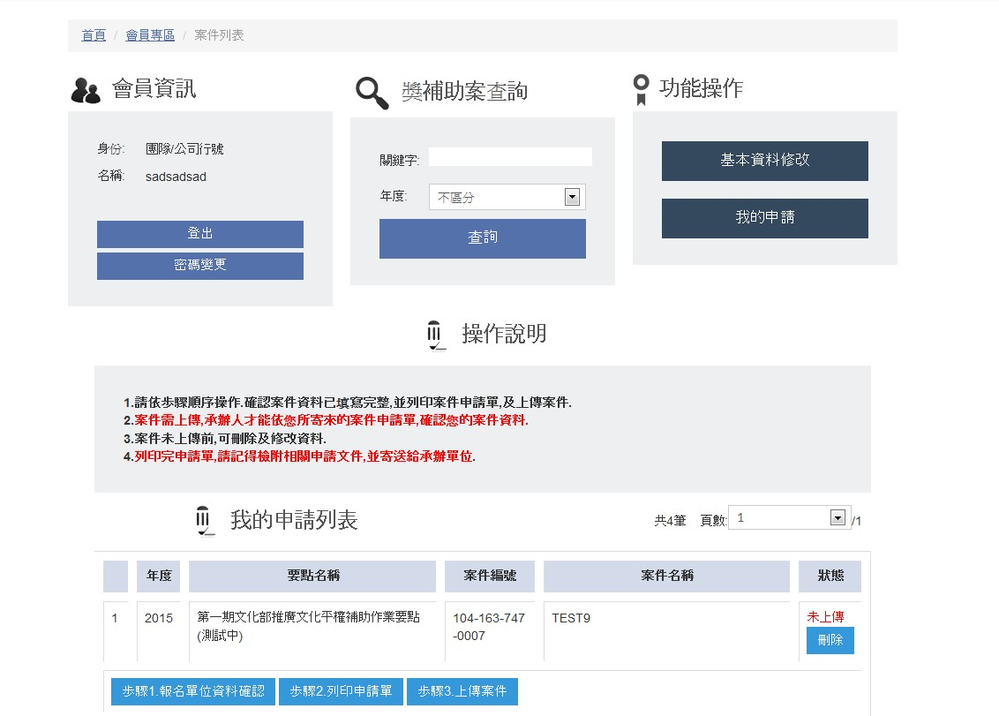 首頁 / 會員專區 / 案件列表
會員資訊
身份: 團隊/公司行號
名稱: sadsadsad
登出
密碼變更
獎補助案查詢
關鍵字:
年度: 不區分
查詢
功能操作
基本資料修改
我的申請
操作說明
1.請依步驟順序操作.確認案件資料已填寫完整,並列印案件申請單,及上傳案件.
2.案件需上傳,承辦人才能依您所寄來的案件申請單,確認您的案件資料.
3.案件未上傳前,可刪除及修改資料.
4.列印完申請單,請記得檢附相關申請文件,並寄送給承辦單位.
我的申請列表
共4筆 頁數: 1 /1
年度 要點名稱 案件編號 案件名稱 狀態
1 2015 第一期文化部推廣文化平權補助作業要點 104-163-747 TEST9 未上傳
(測試中) -0007 刪除
步驟1.報名單位資料確認 步驟2.列印申請單 步驟3.上傳案件